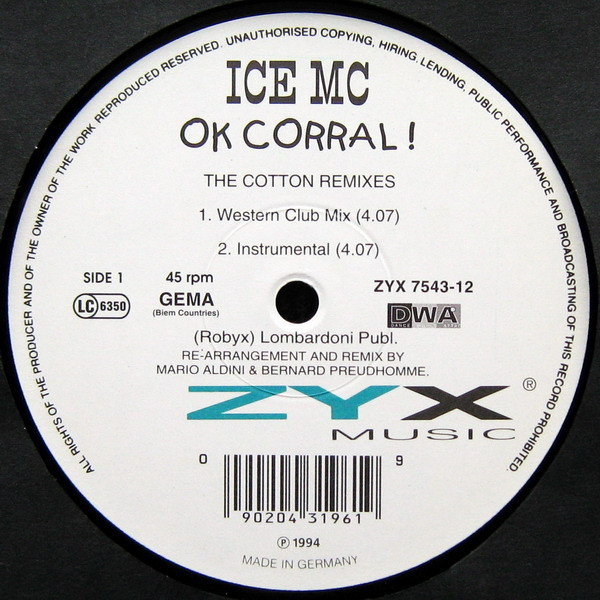 ALL RIGHTS OF THE PRODUCER AND OF THE OWNER OF THE WORK REPRODUCED RESERVED. UNAUTHORISED COPYING, HIRING, LENDING, PUBLIC PERFORMANCE AND BROADCASTING OF THIS RECORD PROHIBITED.
ICE MC
OK CORRAL!
THE COTTON REMIXES
1. Western Club Mix (4.07)
2. Instrumental (4.07)
SIDE 1 45 rpm ZYX 7543-12
LC 6350 GEMA DWA
(Biem Countries)
(Robyx) Lombardoni Publ.
RE-ARRANGEMENT AND REMIX BY
MARIO ALDINI & BERNARD PREUDHOMME.
ZYX ®
MUSIC
0 9
90204 31961
℗ 1994
MADE IN GERMANY